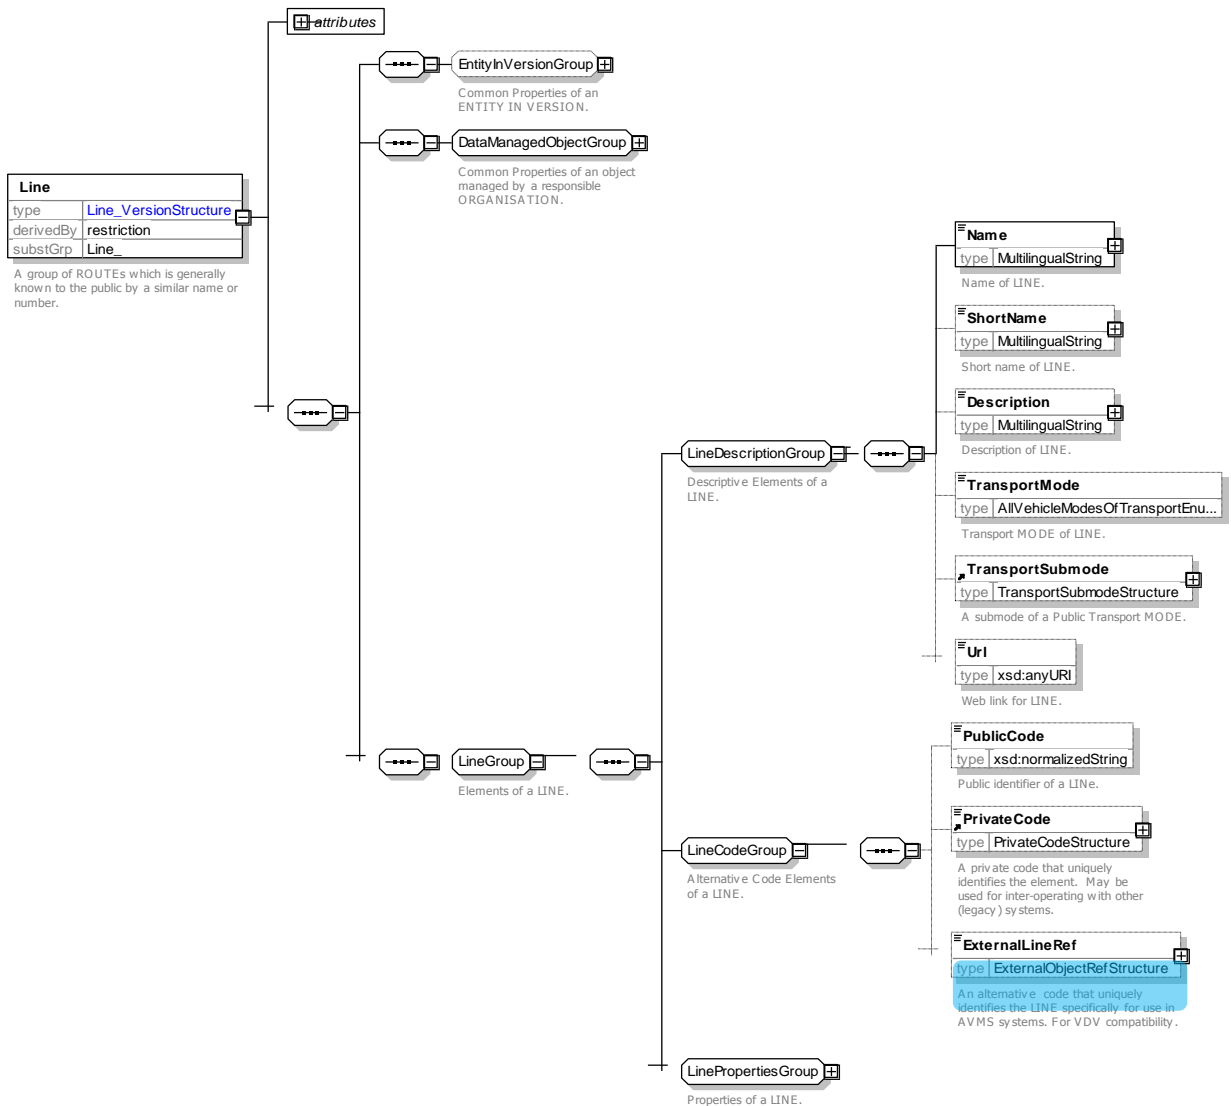 attributes
EntityInVersionGroup
Common Properties of an
ENTITY IN VERSION.
DataManagedObjectGroup
Common Properties of an object
managed by a responsible
ORGANISATION.
Line
type Line_VersionStructure
derivedBy restriction
substGrp Line_
A group of ROUTEs which is generally
known to the public by a similar name or
number.
Name
type MultilingualString
Name of LINE.
ShortName
type MultilingualString
Short name of LINE.
Description
type MultilingualString
Description of LINE.
LineDescriptionGroup
Descriptive Elements of a
LINE.
TransportMode
type AllVehicleModesOfTransportEnu...
Transport MODE of LINE.
TransportSubmode
type TransportSubmodeStructure
A submode of a Public Transport MODE.
Url
type xsd:anyURI
Web link for LINE.
LineGroup
Elements of a LINE.
PublicCode
type xsd:normalizedString
Public identifier of a LINe.
PrivateCode
type PrivateCodeStructure
A private code that uniquely
identifies the element. May be
used for inter-operating with other
(legacy) systems.
LineCodeGroup
Alternative Code Elements
of a LINE.
ExternalLineRef
type ExternalObjectRefStructure
An alternative code that uniquely
identifies the LINE specifically for use in
AVMS systems. For VDV compatibility.
LinePropertiesGroup
Properties of a LINE.